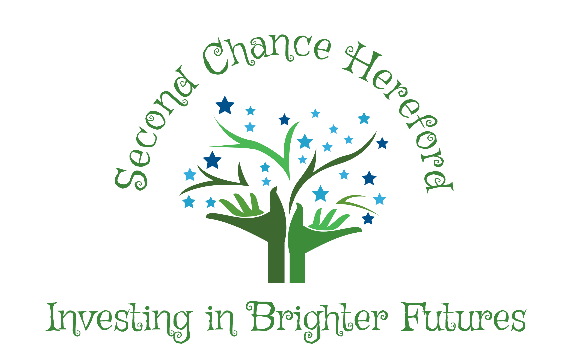 Second Chance Hereford
Investing in Brighter Futures